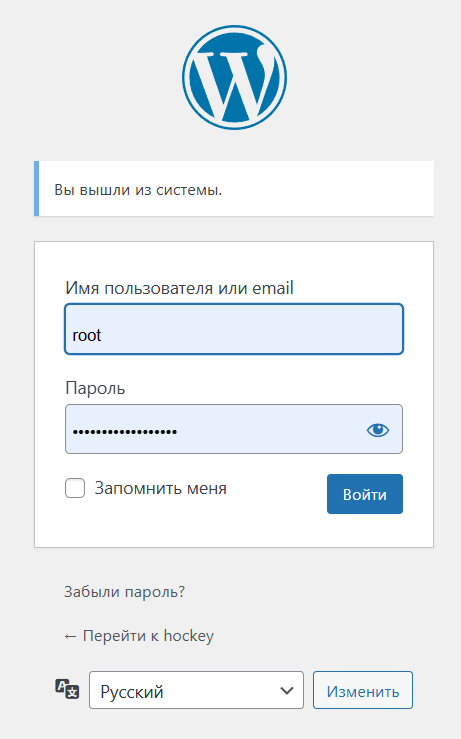 Вы вышли из системы.
Имя пользователя или email
root
Пароль
••••••••••••••••••
Запомнить меня
Войти
Забыли пароль?
← Перейти к hockey
Русский
Изменить